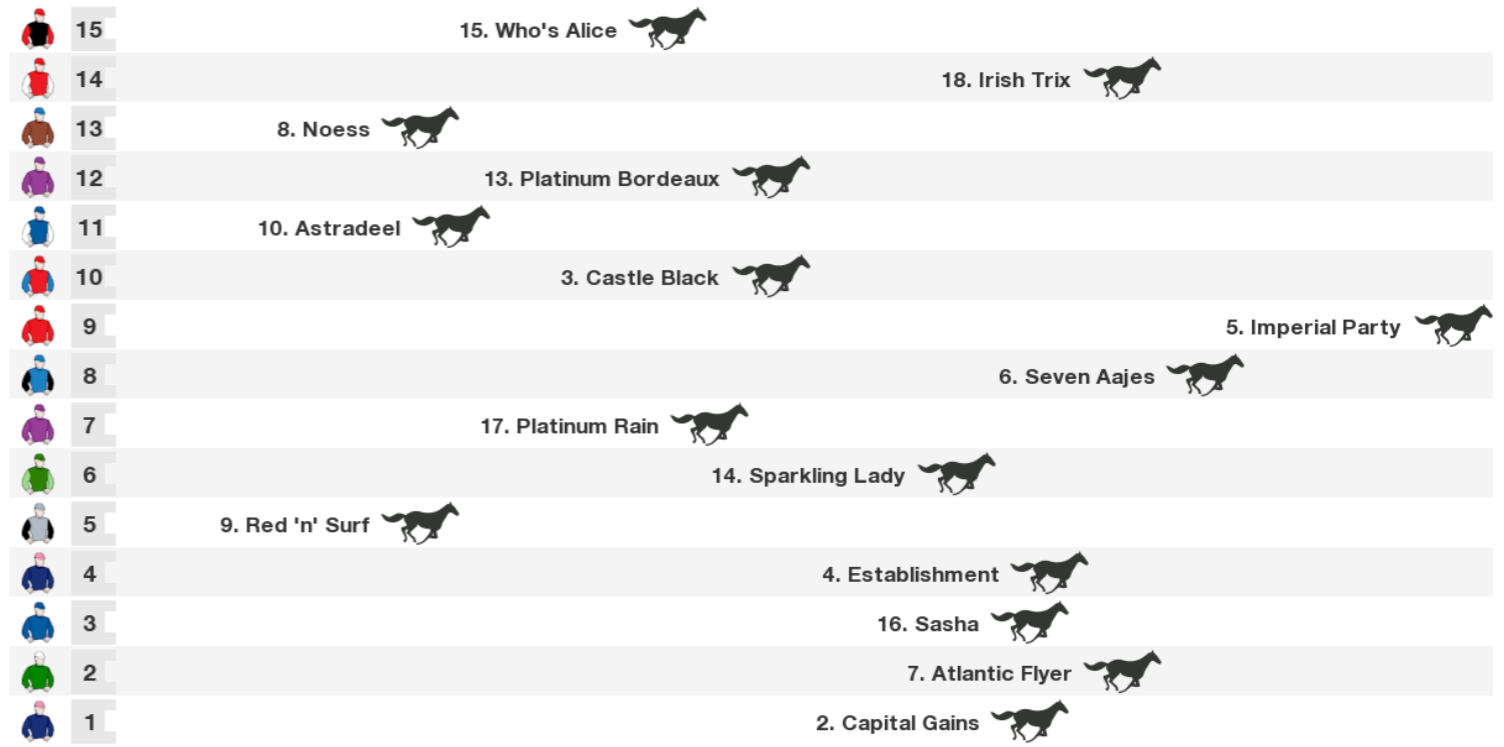 15 15. Who's Alice
14 18. Irish Trix
13 8. Noess
12 13. Platinum Bordeaux
11 10. Astradeel
10 3. Castle Black
9 5. Imperial Party
8 6. Seven Aajes
7 17. Platinum Rain
6 14. Sparkling Lady
5 9. Red 'n' Surf
4 4. Establishment
3 16. Sasha
2 7. Atlantic Flyer
1 2. Capital Gains